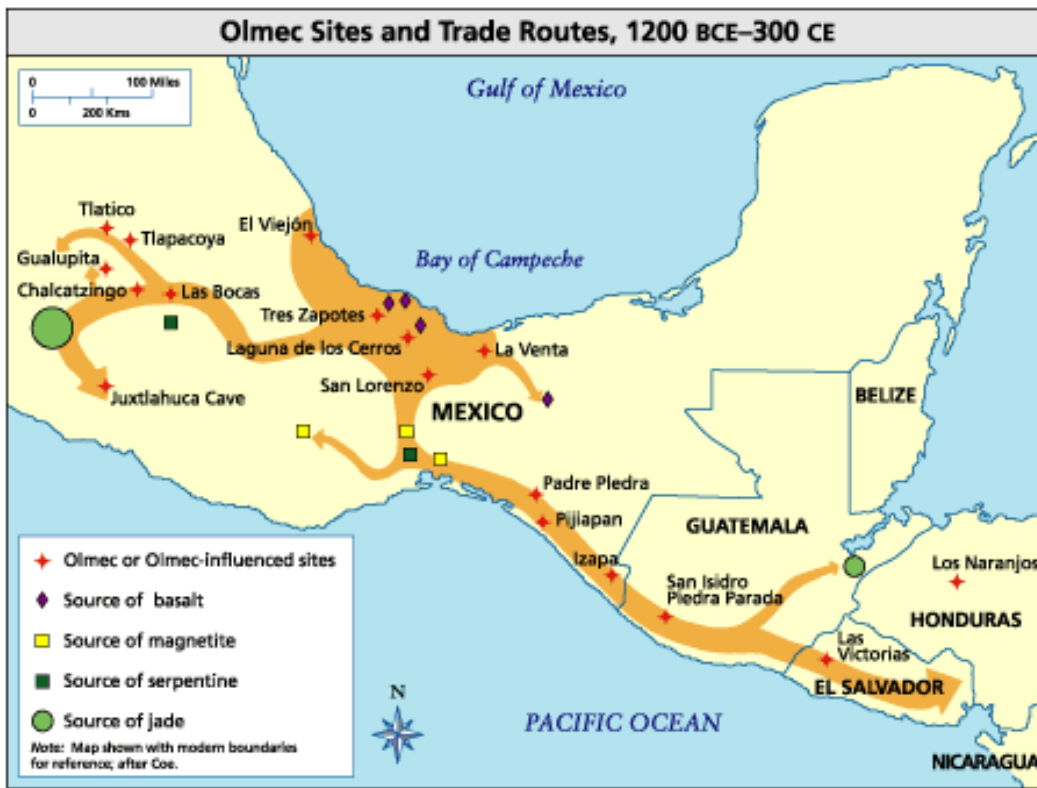 Olmec Sites and Trade Routes, 1200 BCE–300 CE
0 100 Miles
0 200 Kms
Gulf of Mexico
Tlatico
Tlapacoya
El Viejón
Gualupita
Bay of Campeche
Chalcatzingo
Las Bocas
Tres Zapotes
Laguna de los Cerros
La Venta
San Lorenzo
Juxtlahuca Cave
MEXICO
BELIZE
Padre Piedra
Pijiapan
GUATEMALA
Izapa
Los Naranjos
San Isidro
Piedra Parada
HONDURAS
Las
Victorias
EL SALVADOR
PACIFIC OCEAN
NICARAGUA
N
Olmec or Olmec-influenced sites
Source of basalt
Source of magnetite
Source of serpentine
Source of jade
Note: Map shown with modern boundaries
for reference; after Coe.